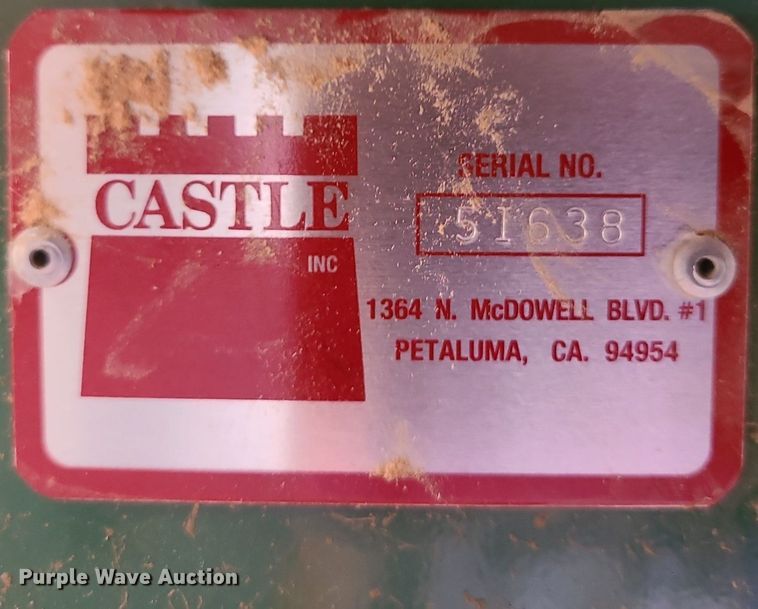 CASTLE
INC
SERIAL NO.
51638
1364 N. McDOWELL BLVD. #1
PETALUMA, CA. 94954
Purple Wave Auction